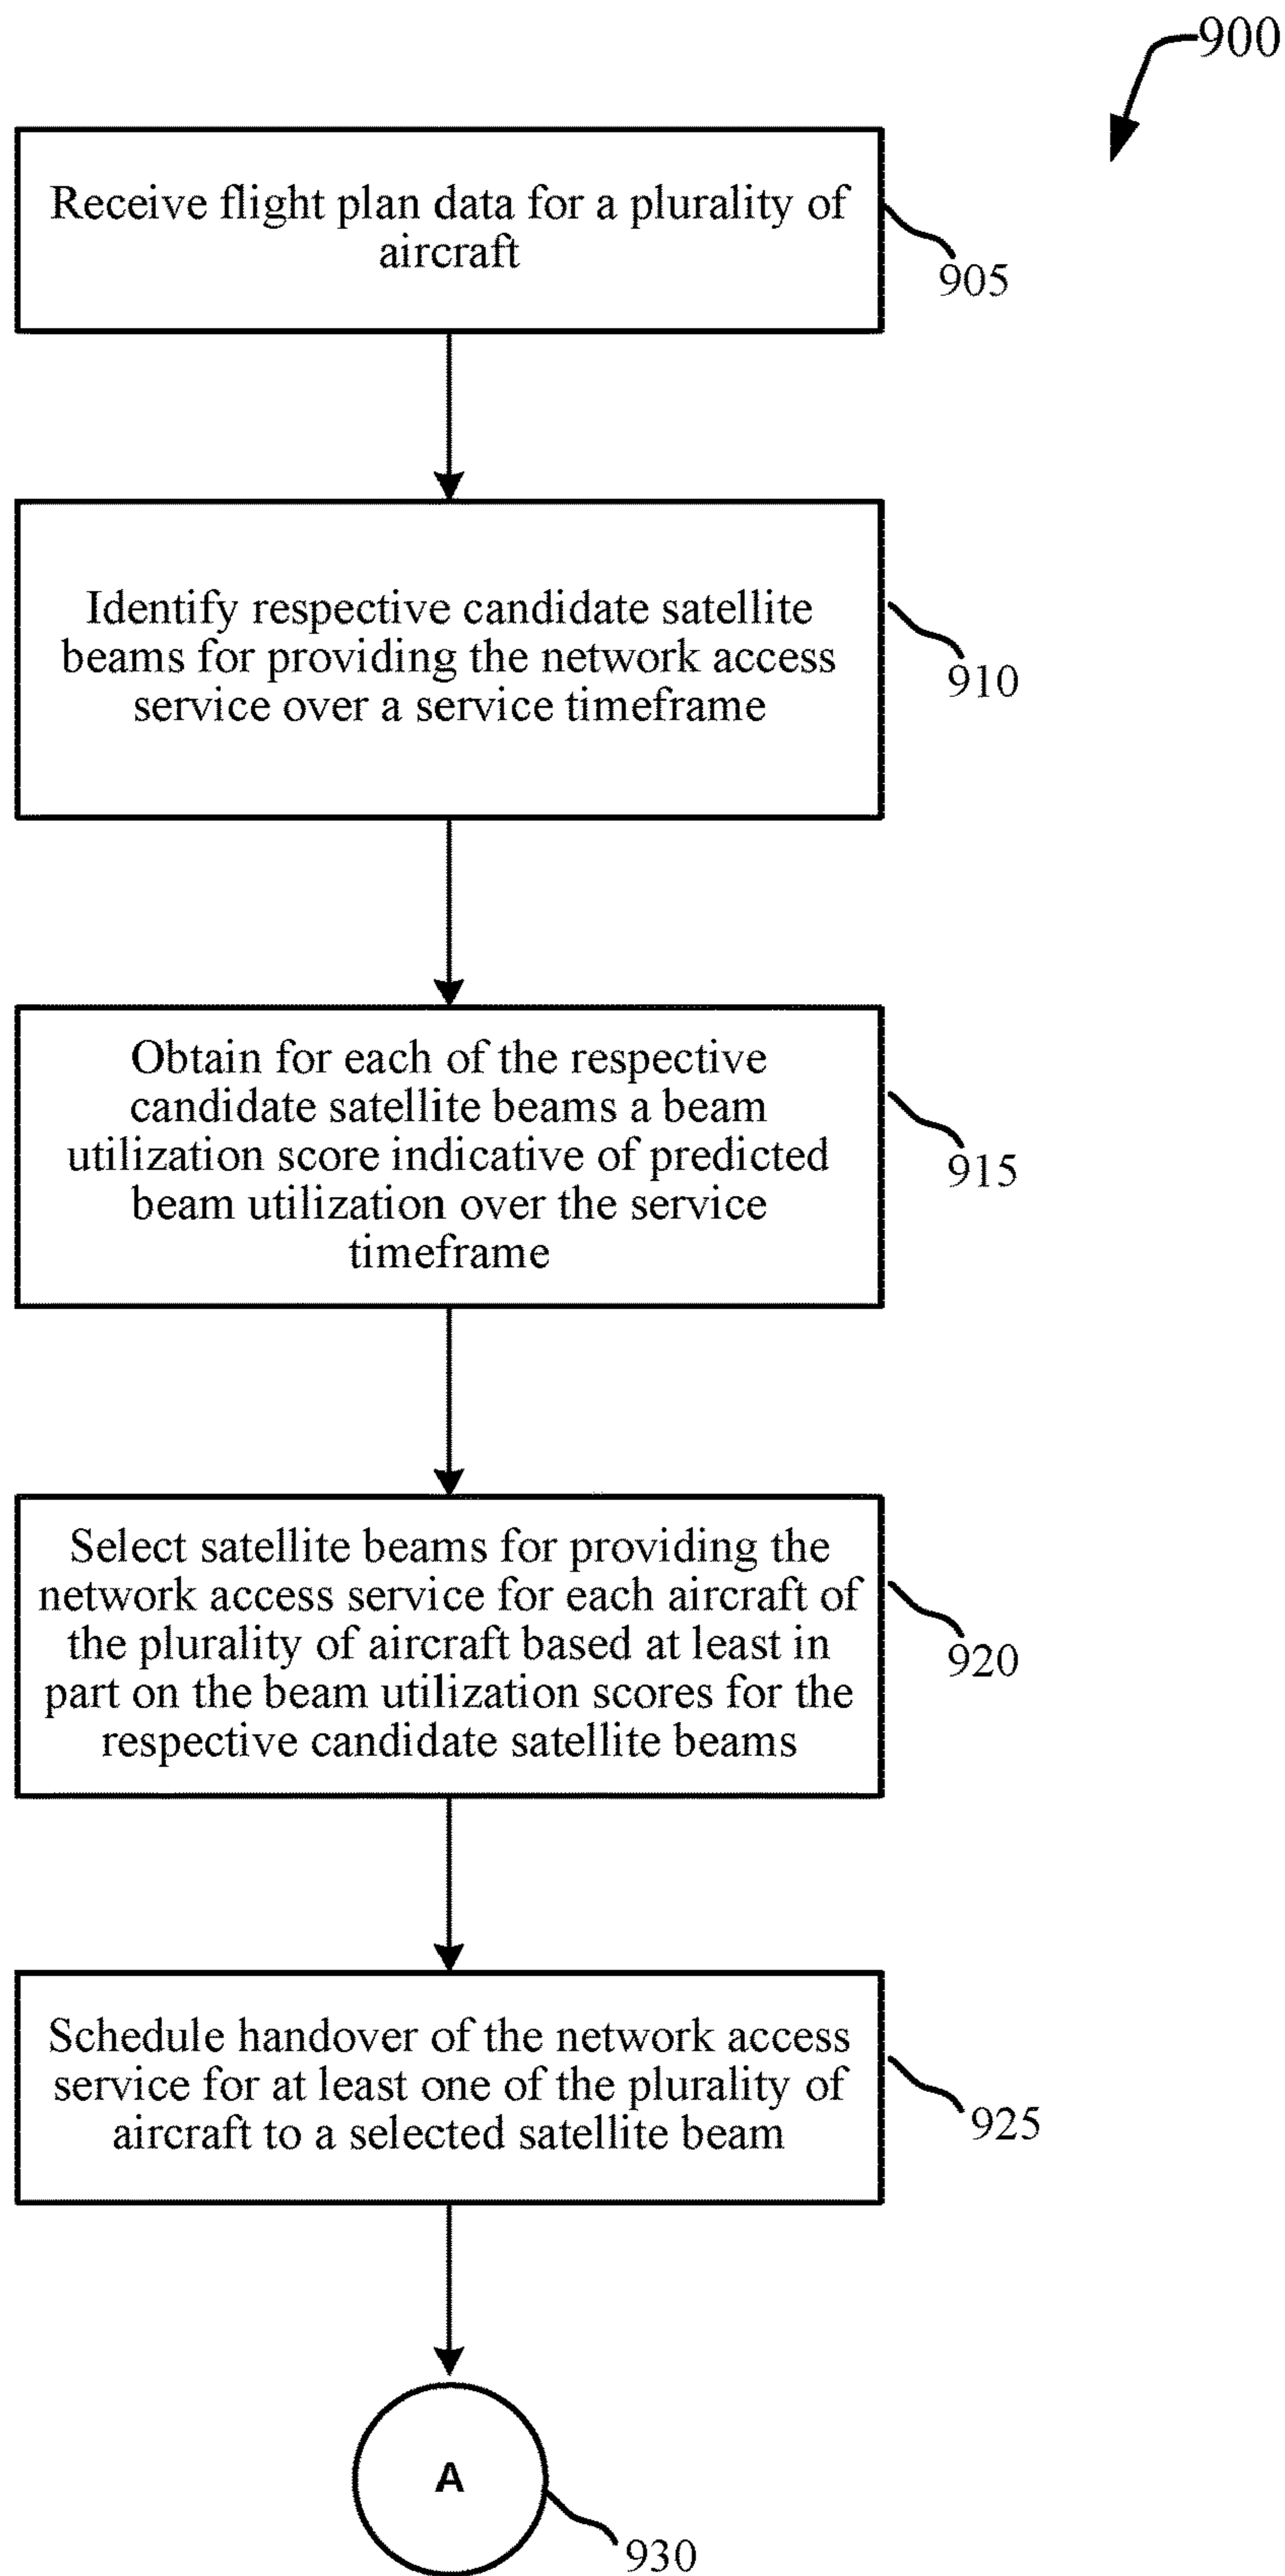 900
Receive flight plan data for a plurality of
aircraft
905
Identify respective candidate satellite
beams for providing the network access
service over a service timeframe
910
Obtain for each of the respective
candidate satellite beams a beam
utilization score indicative of predicted
beam utilization over the service
timeframe
915
Select satellite beams for providing the
network access service for each aircraft of
the plurality of aircraft based at least in
part on the beam utilization scores for the
respective candidate satellite beams
920
Schedule handover of the network access
service for at least one of the plurality of
aircraft to a selected satellite beam
925
A
930